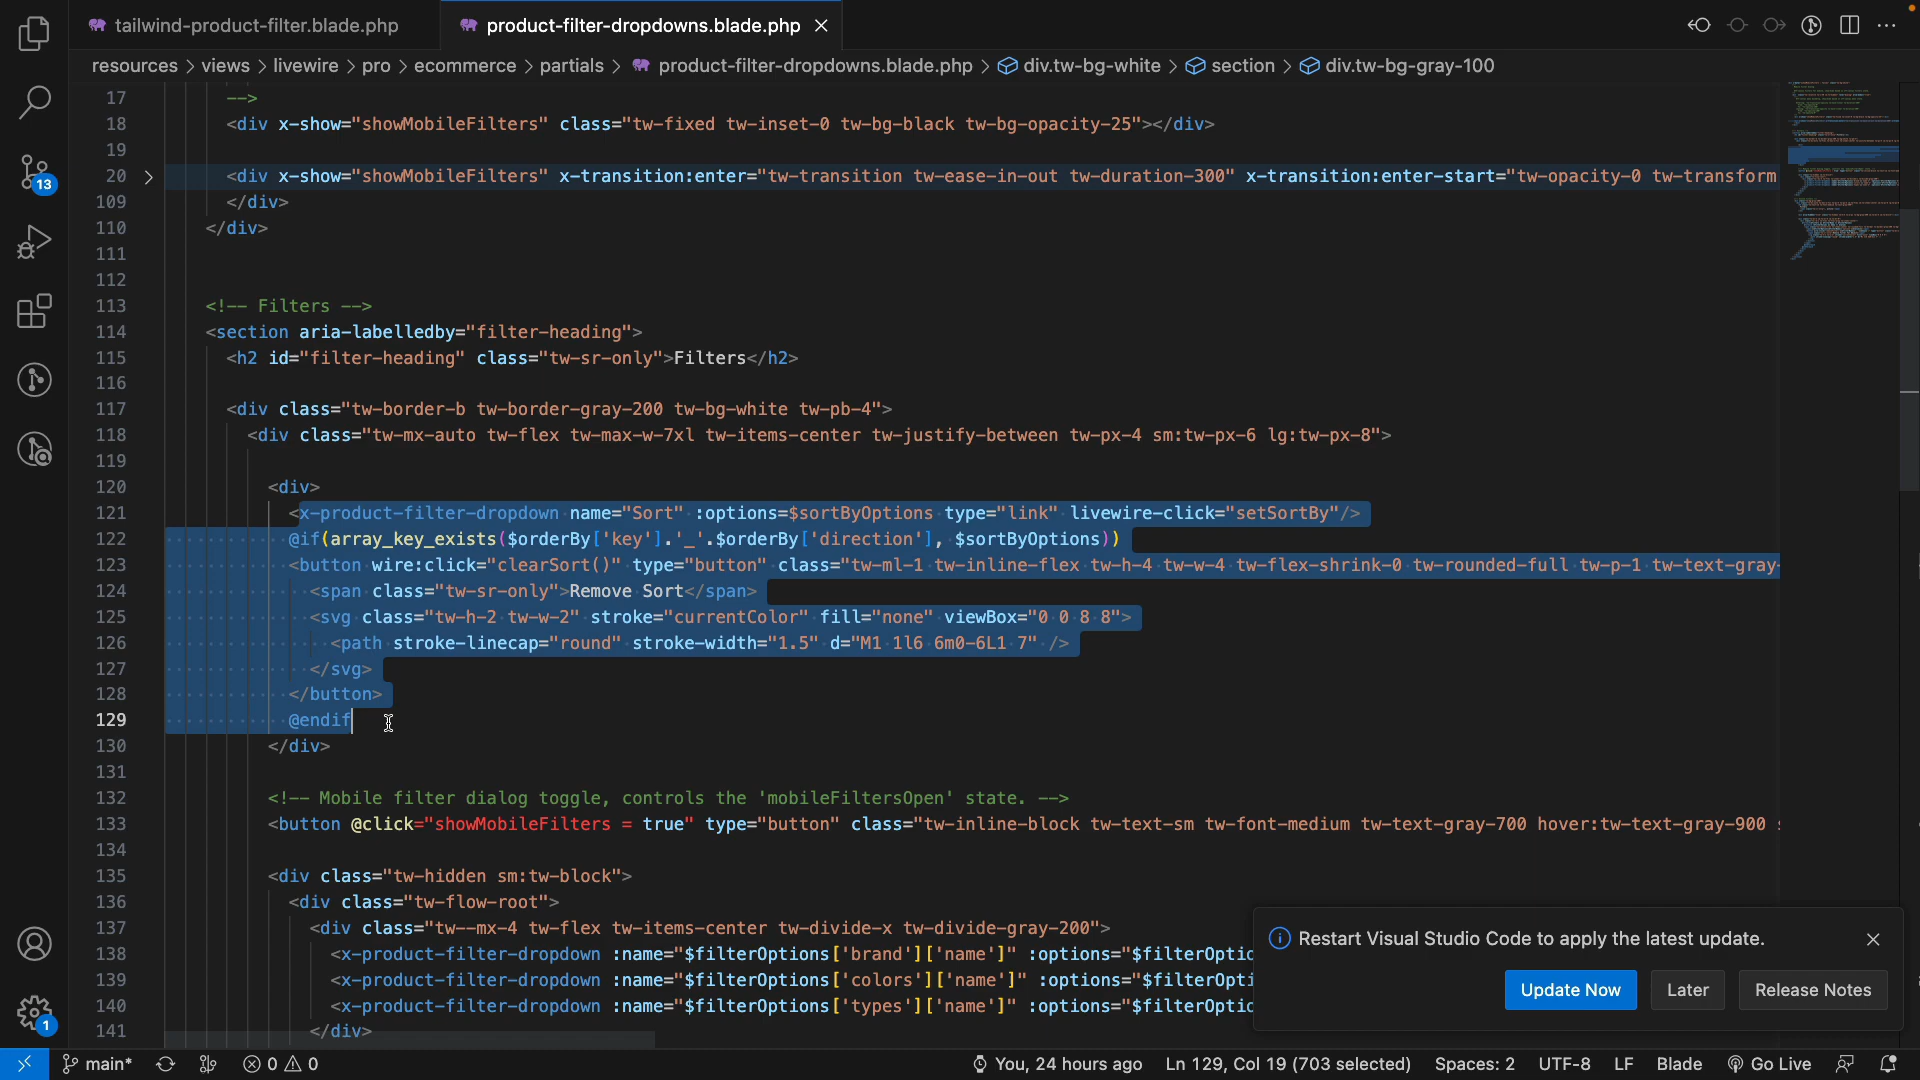 tailwind-product-filter.blade.php
product-filter-dropdowns.blade.php
resources > views > livewire > pro > ecommerce > partials > product-filter-dropdowns.blade.php > div.tw-bg-white > section > div.tw-bg-gray-100
17 -->
18 <div x-show="showMobileFilters" class="tw-fixed tw-inset-0 tw-bg-black tw-bg-opacity-25"></div>
19
20 <div x-show="showMobileFilters" x-transition:enter="tw-transition tw-ease-in-out tw-duration-300" x-transition:enter-start="tw-opacity-0 tw-transform
109 </div>
110 </div>
111
112
113 <!-- Filters -->
114 <section aria-labelledby="filter-heading">
115 <h2 id="filter-heading" class="tw-sr-only">Filters</h2>
116
117 <div class="tw-border-b tw-border-gray-200 tw-bg-white tw-pb-4">
118 <div class="tw-mx-auto tw-flex tw-max-w-7xl tw-items-center tw-justify-between tw-px-4 sm:tw-px-6 lg:tw-px-8">
119
120 <div>
121 <x-product-filter-dropdown name="Sort" :options=$sortByOptions type="link" livewire-click="setSortBy"/>
122 @if(array_key_exists($orderBy['key'].'_'.$orderBy['direction'], $sortByOptions))
123 <button wire:click="clearSort()" type="button" class="tw-ml-1 tw-inline-flex tw-h-4 tw-w-4 tw-flex-shrink-0 tw-rounded-full tw-p-1 tw-text-gray-
124 <span class="tw-sr-only">Remove Sort</span>
125 <svg class="tw-h-2 tw-w-2" stroke="currentColor" fill="none" viewBox="0 0 8 8">
126 <path stroke-linecap="round" stroke-width="1.5" d="M1 1l6 6m0-6L1 7" />
127 </svg>
128 </button>
129 @endif
130 </div>
131
132 <!-- Mobile filter dialog toggle, controls the 'mobileFiltersOpen' state. -->
133 <button @click="showMobileFilters = true" type="button" class="tw-inline-block tw-text-sm tw-font-medium tw-text-gray-700 hover:tw-text-gray-900
134
135 <div class="tw-hidden sm:tw-block">
136 <div class="tw-flow-root">
137 <div class="tw--mx-4 tw-flex tw-items-center tw-divide-x tw-divide-gray-200">
138 <x-product-filter-dropdown :name="$filterOptions['brand']['name']" :options="$filterOptio
139 <x-product-filter-dropdown :name="$filterOptions['colors']['name']" :options="$filterOpti
140 <x-product-filter-dropdown :name="$filterOptions['types']['name']" :options="$filterOptio
141 </div>
13
1
Restart Visual Studio Code to apply the latest update.
Update Now Later Release Notes
main* 0 0 You, 24 hours ago Ln 129, Col 19 (703 selected) Spaces: 2 UTF-8 LF Blade Go Live